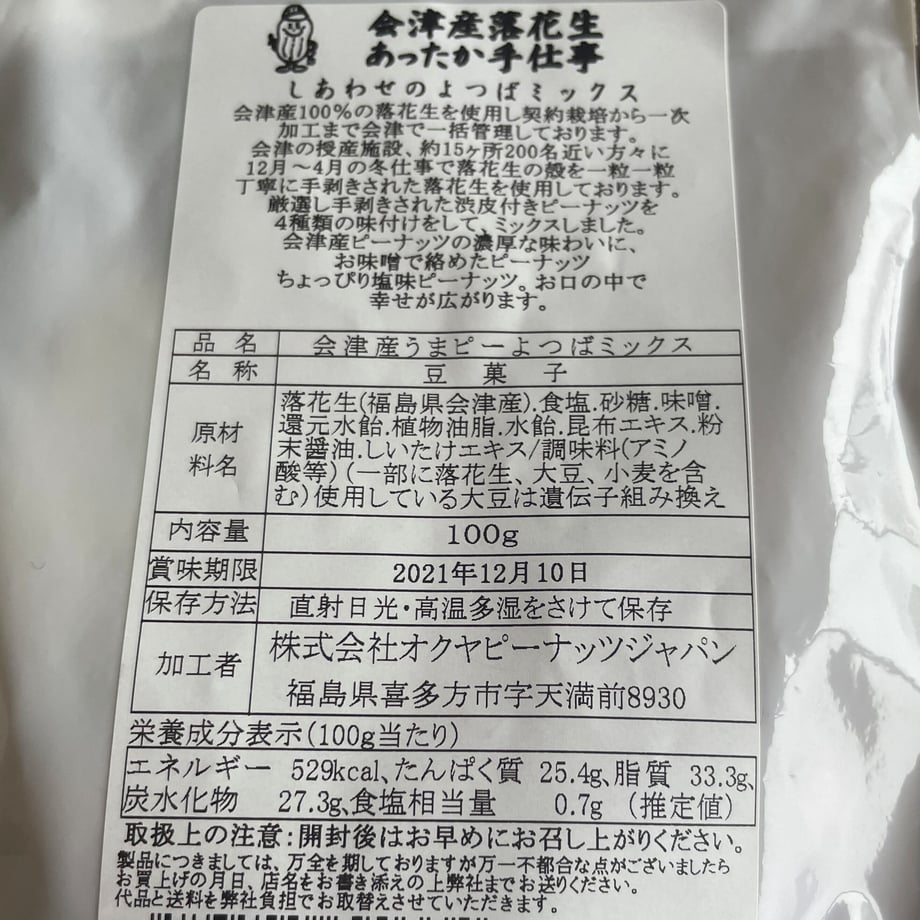 会津産落花生
あったか手仕事
しあわせのよつばミックス
会津産100%の落花生を使用し契約栽培から一次
加工まで会津で一括管理しております。
会津の授産施設、約15ヶ所200名近い方々に
12月～4月の冬仕事で落花生の殻を一粒一粒
丁寧に手剥きされた落花生を使用しております。
厳選し手剥きされた渋皮付きピーナッツを
4種類の味付けをして、ミックスしました。
会津産ピーナッツの濃厚な味わいに、
お味噌で絡めたピーナッツ
ちょっぴり塩味ピーナッツ。お口の中で
幸せが広がります。
品名 会津産うまピーよつばミックス
名称 豆菓子
原材料名 落花生(福島県会津産).食塩.砂糖.味噌.
還元水飴.植物油脂.水飴.昆布エキス.粉
末醤油.しいたけエキス/調味料(アミノ
酸等)(一部に落花生、大豆、小麦を含
む)使用している大豆は遺伝子組み換え
内容量 100g
賞味期限 2021年12月10日
保存方法 直射日光・高温多湿をさけて保存
加工者 株式会社オクヤピーナッツジャパン
福島県喜多方市字天満前8930
栄養成分表示(100g当たり)
エネルギー 529kcal、たんぱく質 25.4g、脂質 33.3g、
炭水化物 27.3g、食塩相当量 0.7g (推定値)
取扱上の注意:開封後はお早めにお召し上がりください。
製品につきましては、万全を期しておりますが万一不都合な点がございましたら
お買上げの月日、店名をお書き添えの上弊社までお送りください。
代品と送料を弊社負担でお取替えさせていただきます。